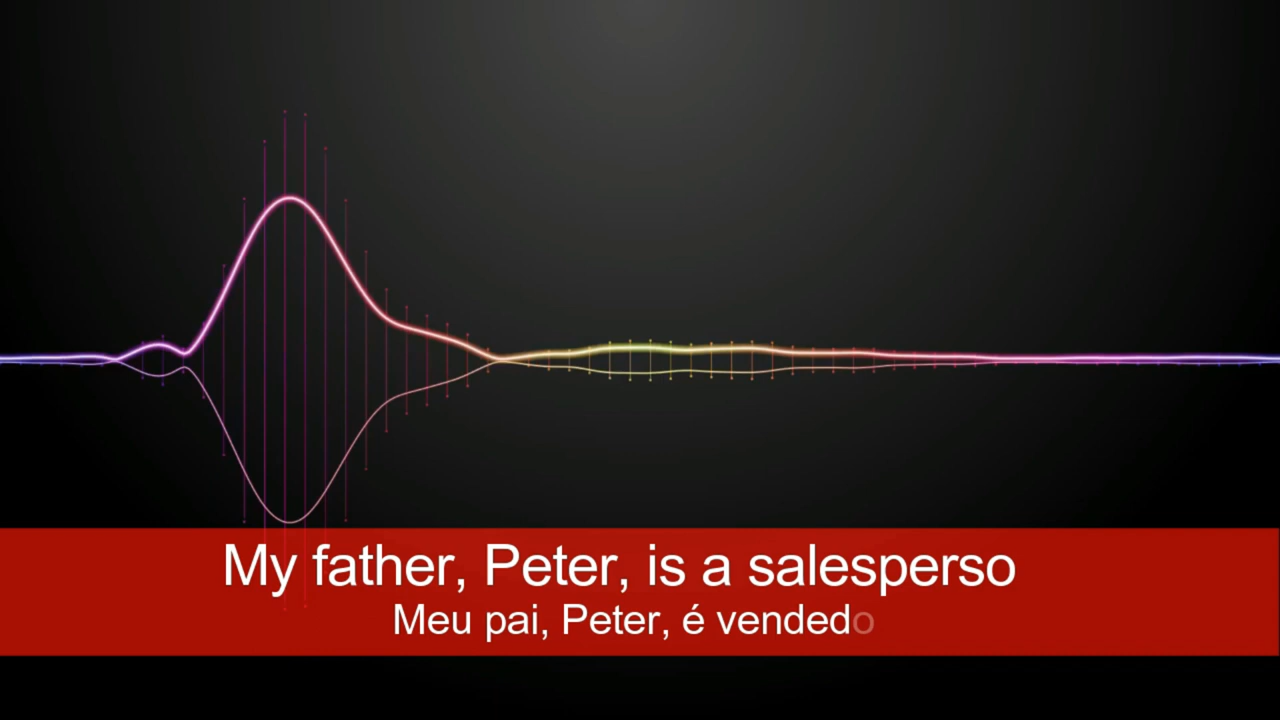 My father, Peter, is a salesperso
Meu pai, Peter, é vendedo